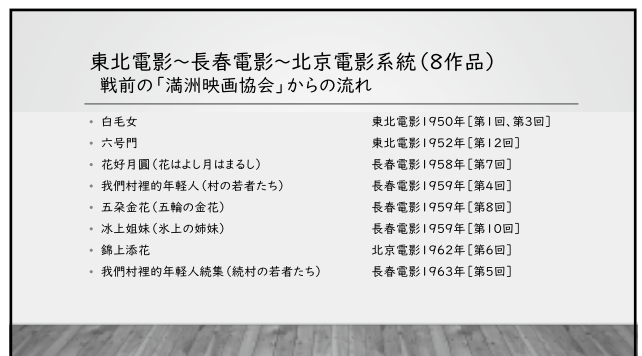 東北電影~長春電影~北京電影系統(8作品)
戦前の「満洲映画協会」からの流れ
• 白毛女 東北電影1950年[第1回、第3回]
• 六号門 東北電影1952年[第12回]
• 花好月圓(花はよし月はまるし) 長春電影1958年[第7回]
• 我們村裡的年輕人(村の若者たち) 長春電影1959年[第4回]
• 五朶金花(五輪の金花) 長春電影1959年[第8回]
• 冰上姐妹(氷上の姉妹) 長春電影1959年[第10回]
• 錦上添花 北京電影1962年[第6回]
• 我們村裡的年輕人続集(続村の若者たち) 長春電影1963年[第5回]